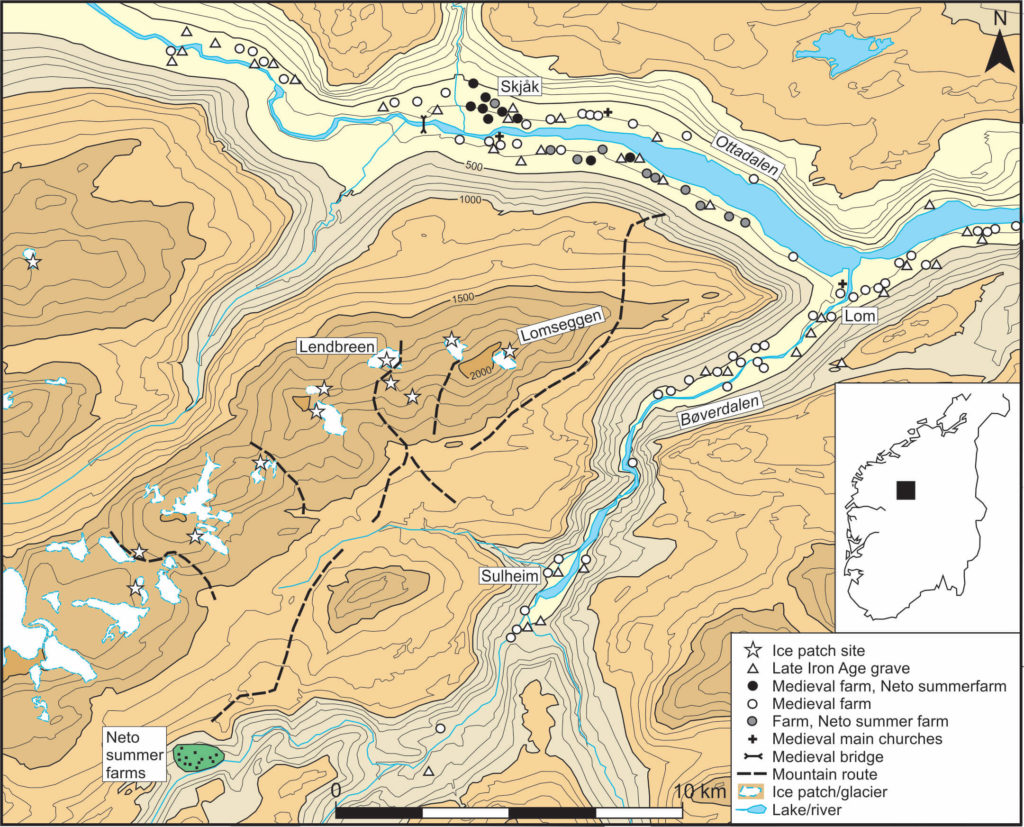 N
Skjåk
Ottadalen
500
1000
1500
Lomseggen
Lendbreen
2000
Lom
Bøverdalen
Sulheim
Neto
summer
farms
0
10 km
Ice patch site
Late Iron Age grave
Medieval farm, Neto summerfarm
Medieval farm
Farm, Neto summer farm
Medieval main churches
Medieval bridge
Mountain route
Ice patch/glacier
Lake/river